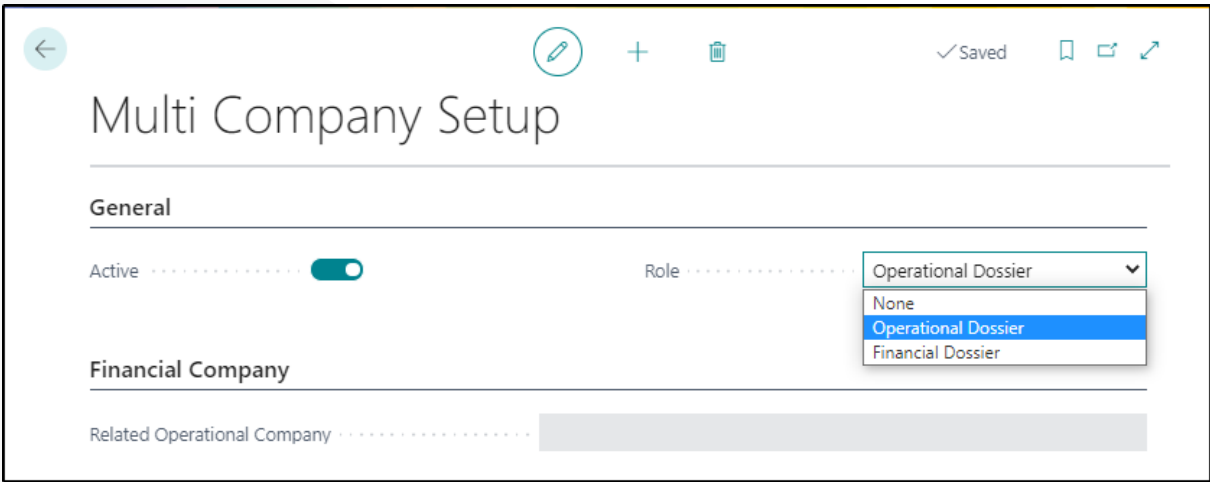 Saved
Multi Company Setup
General
Active
Role
Operational Dossier
None
Operational Dossier
Financial Dossier
Financial Company
Related Operational Company